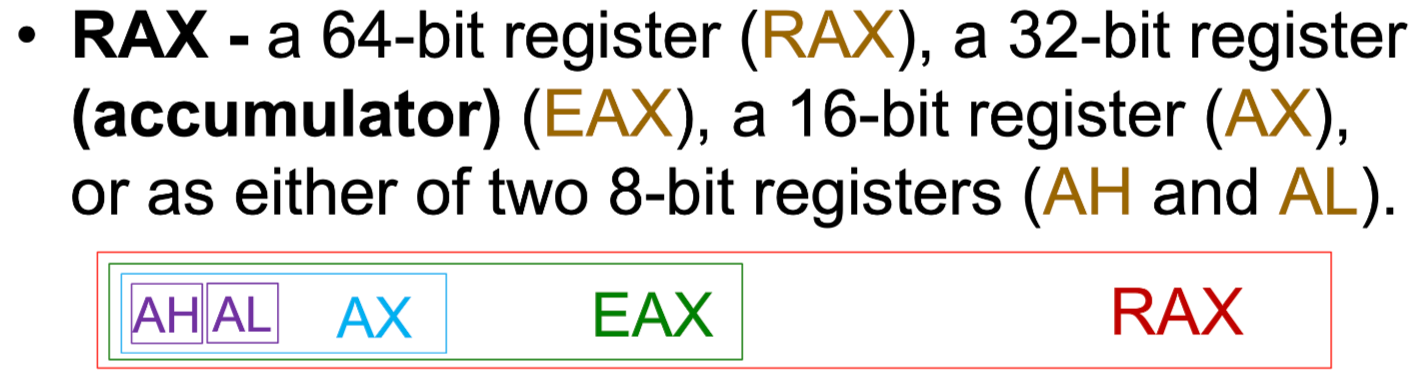 • RAX - a 64-bit register (RAX), a 32-bit register
(accumulator) (EAX), a 16-bit register (AX),
or as either of two 8-bit registers (AH and AL).
AH AL AX EAX RAX